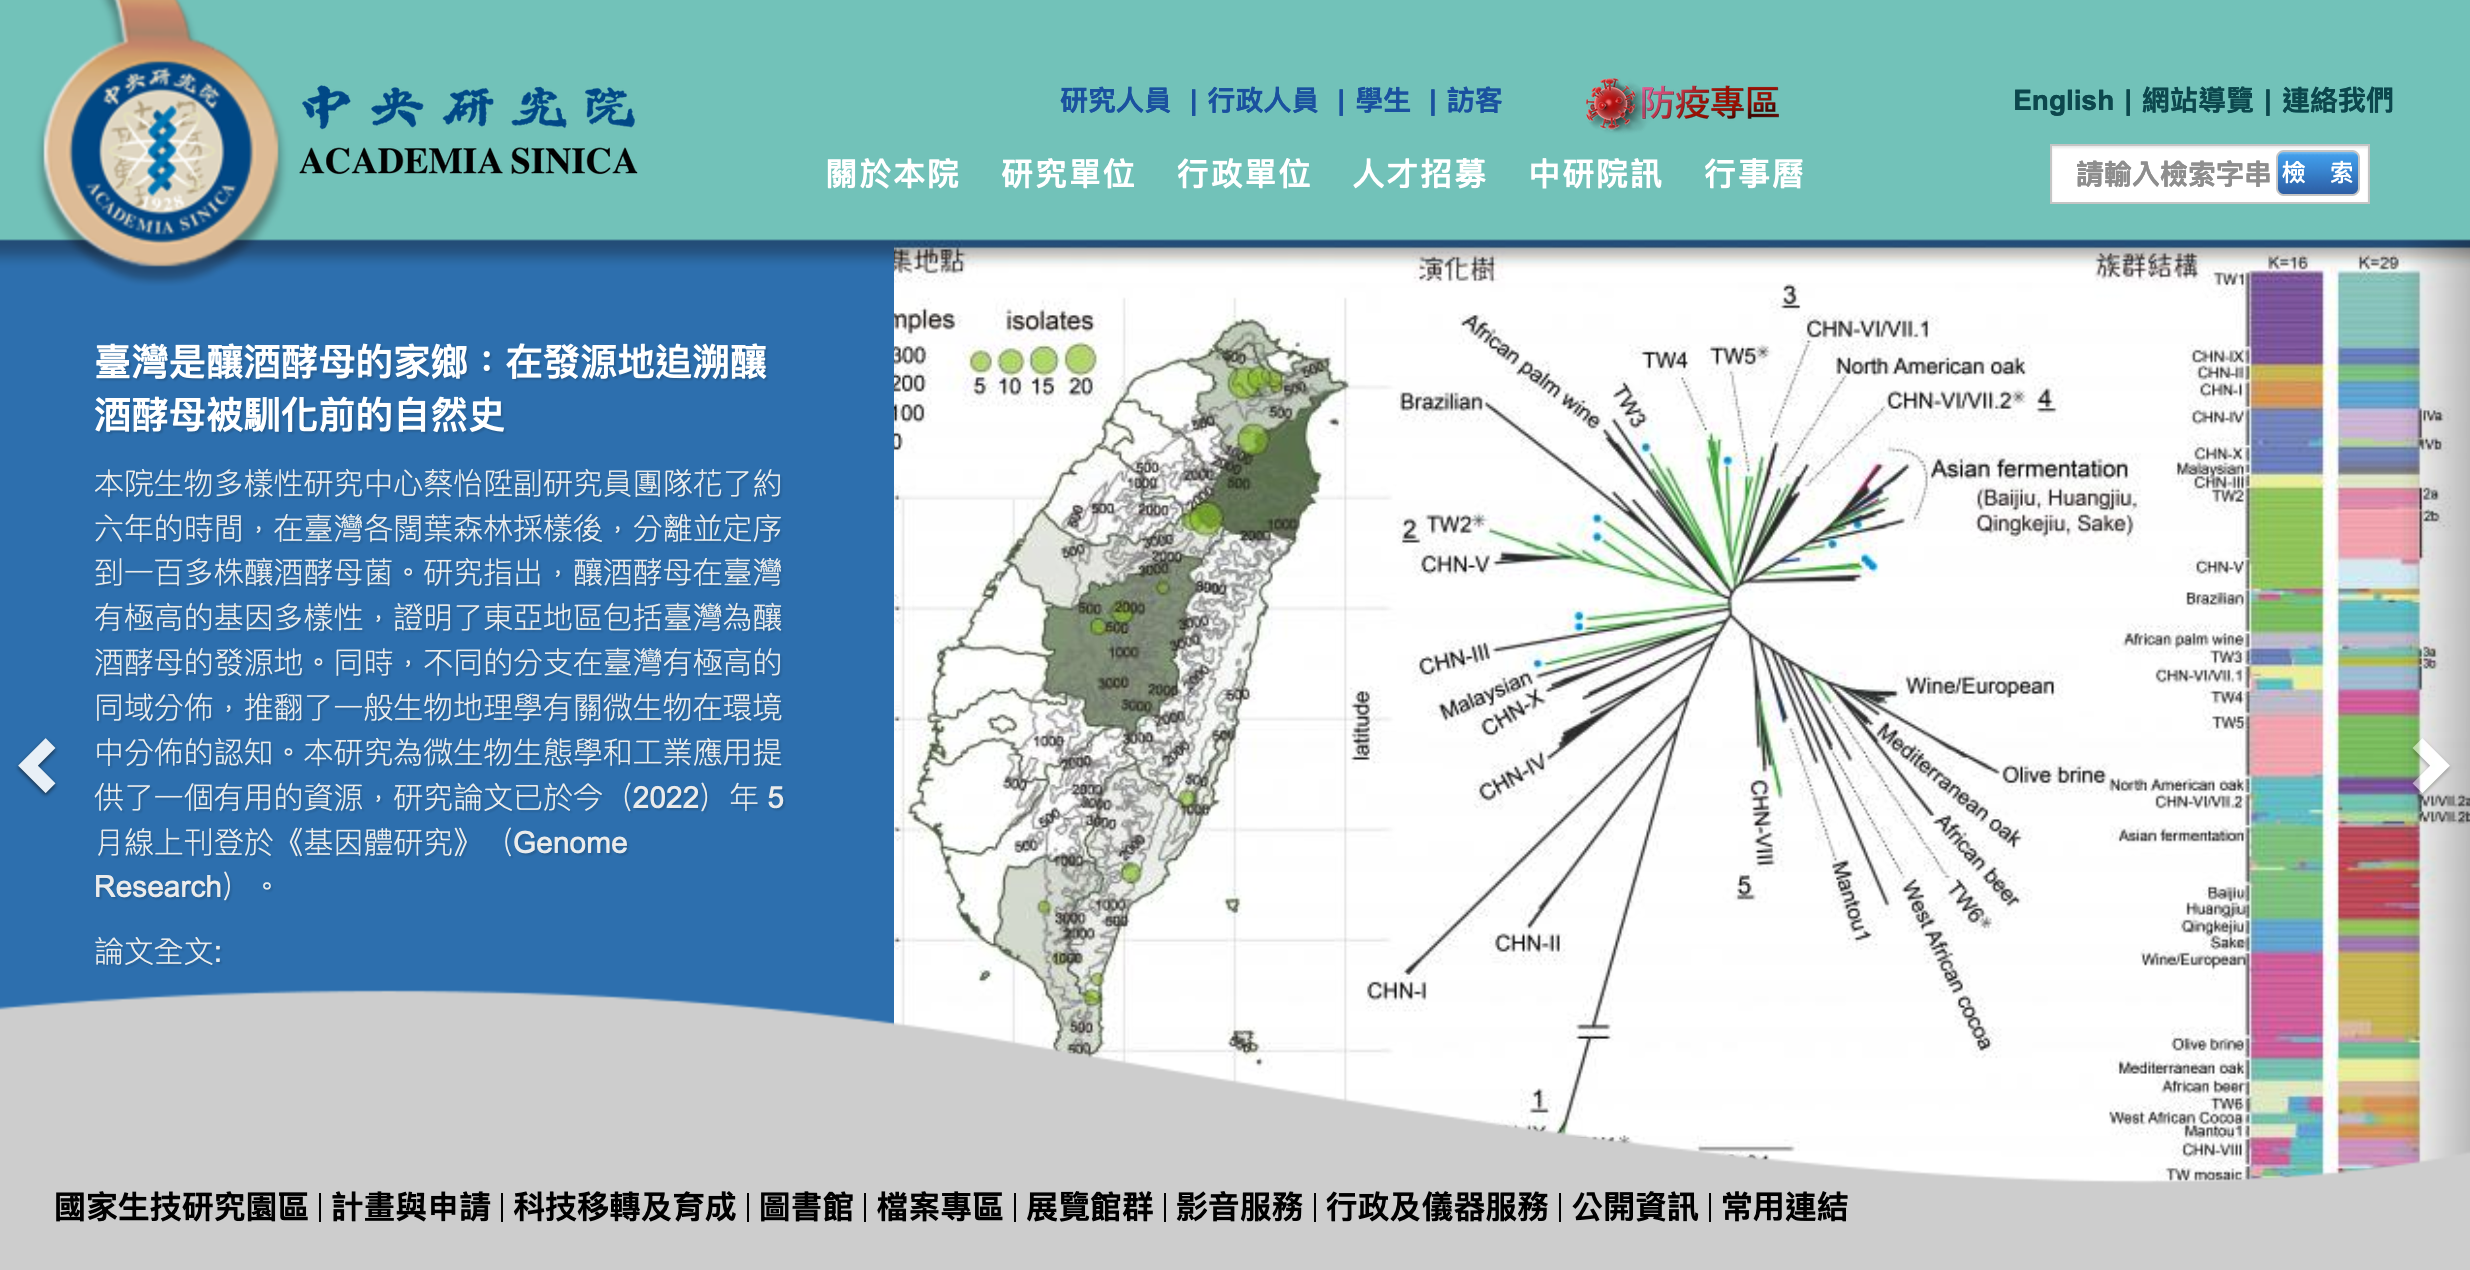 中央研究院
ACADEMIA SINICA
1928
中央研究院
ACADEMIA SINICA
研究人員 | 行政人員 | 學生 | 訪客
防疫專區
English | 網站導覽 | 連絡我們
關於本院 研究單位 行政單位 人才招募 中研院訊 行事曆
請輸入檢索字串 檢 索
臺灣是釀酒酵母的家鄉：在發源地追溯釀
酒酵母被馴化前的自然史
本院生物多樣性研究中心蔡怡陞副研究員團隊花了約
六年的時間，在臺灣各闊葉森林採樣後，分離並定序
到一百多株釀酒酵母菌。研究指出，釀酒酵母在臺灣
有極高的基因多樣性，證明了東亞地區包括臺灣為釀
酒酵母的發源地。同時，不同的分支在臺灣有極高的
同域分佈，推翻了一般生物地理學有關微生物在環境
中分佈的認知。本研究為微生物生態學和工業應用提
供了一個有用的資源，研究論文已於今（2022）年 5
月線上刊登於《基因體研究》（Genome
Research）。
論文全文:
集地點
mples isolates
300
200
100
0
5 10 15 20
latitude
演化樹
3
CHN-VI/VII.1
African palm wine
TW4
TW5*
North American oak
TW3
Brazilian
CHN-VI/VII.2* 4
Asian fermentation
(Baijiu, Huangjiu,
Qingkejiu, Sake)
2 TW2*
CHN-V
CHN-III
Malaysian
CHN-X
CHN-IV
Wine/European
Olive brine
Mediterranean oak
African beer
TW6*
West African cocoa
Mantou1
CHN-VIII
5
CHN-II
CHN-I
1
族群結構
K=16 K=29
TW1
CHN-IX
CHN-II
CHN-I
CHN-IV
IVa
IVb
CHN-X
Malaysian
CHN-III
TW2
2a
2b
CHN-V
Brazilian
African palm wine
TW3
3a
3b
CHN-VI/VII.1
TW4
TW5
North American oak
CHN-VI/VII.2
VI/VII.2a
VI/VII.2b
Asian fermentation
Baijiu
Huangjiu
Qingkejiu
Sake
Wine/European
Olive brine
Mediterranean oak
African beer
TW6
West African Cocoa
Mantou1
CHN-VIII
TW mosaic
國家生技研究園區 | 計畫與申請 | 科技移轉及育成 | 圖書館 | 檔案專區 | 展覽館群 | 影音服務 | 行政及儀器服務 | 公開資訊 | 常用連結